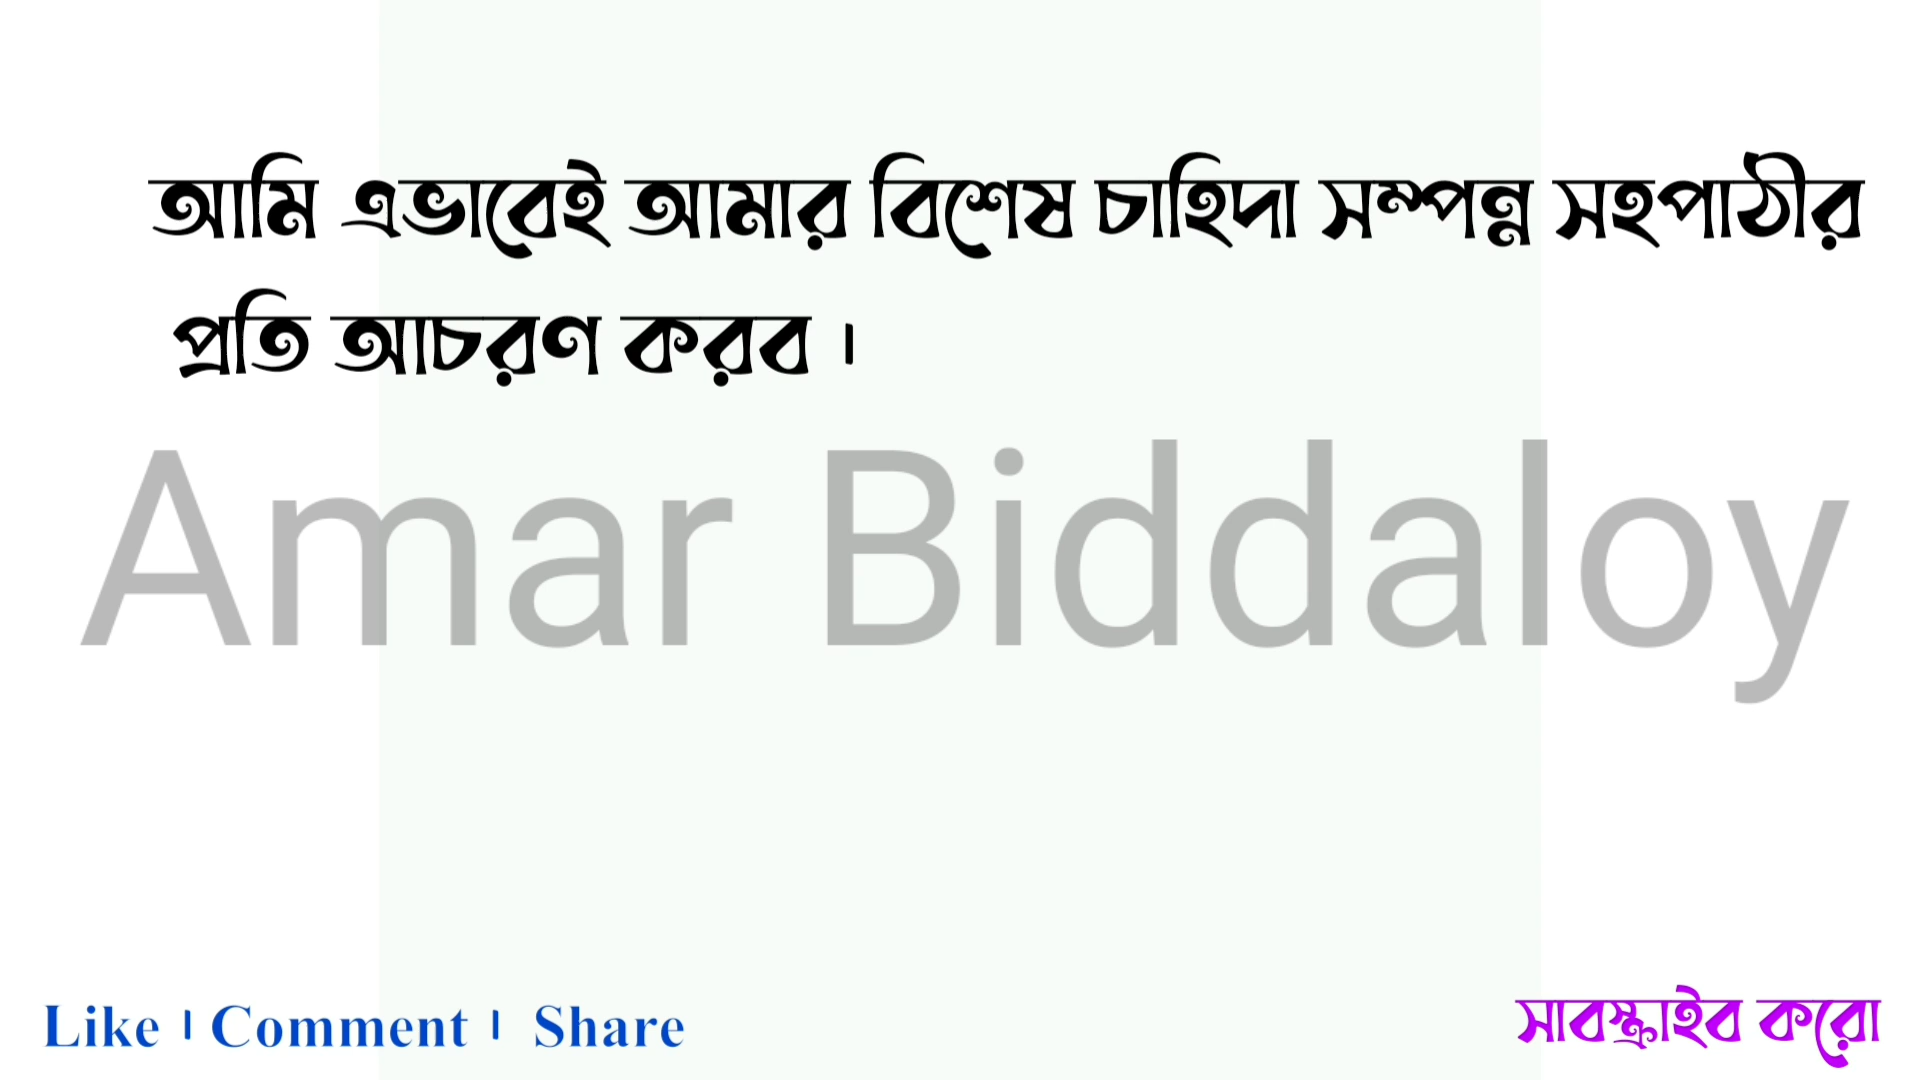 আমি এভাবেই আমার বিশেষ চাহিদা সম্পন্ন সহপাঠীর
প্রতি আচরণ করব ।
Amar Biddaloy
Like । Comment । Share
সাবস্ক্রাইব করো